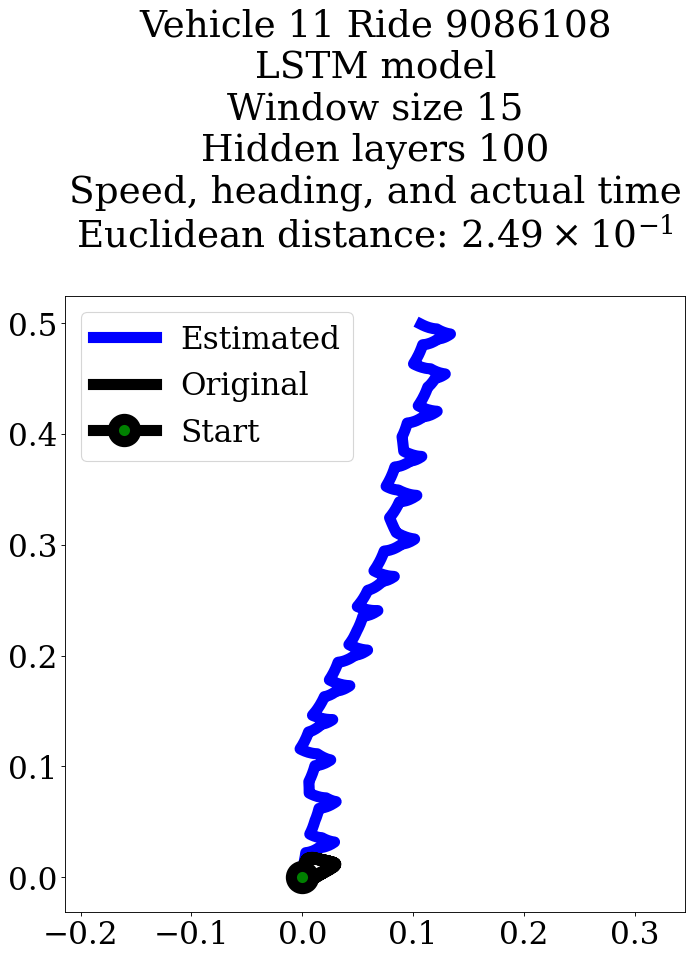 Vehicle 11 Ride 9086108
LSTM model
Window size 15
Hidden layers 100
Speed, heading, and actual time
Euclidean distance: 2.49 × 10⁻¹
Estimated
Original
Start
0.5
0.4
0.3
0.2
0.1
0.0
−0.2 −0.1 0.0 0.1 0.2 0.3